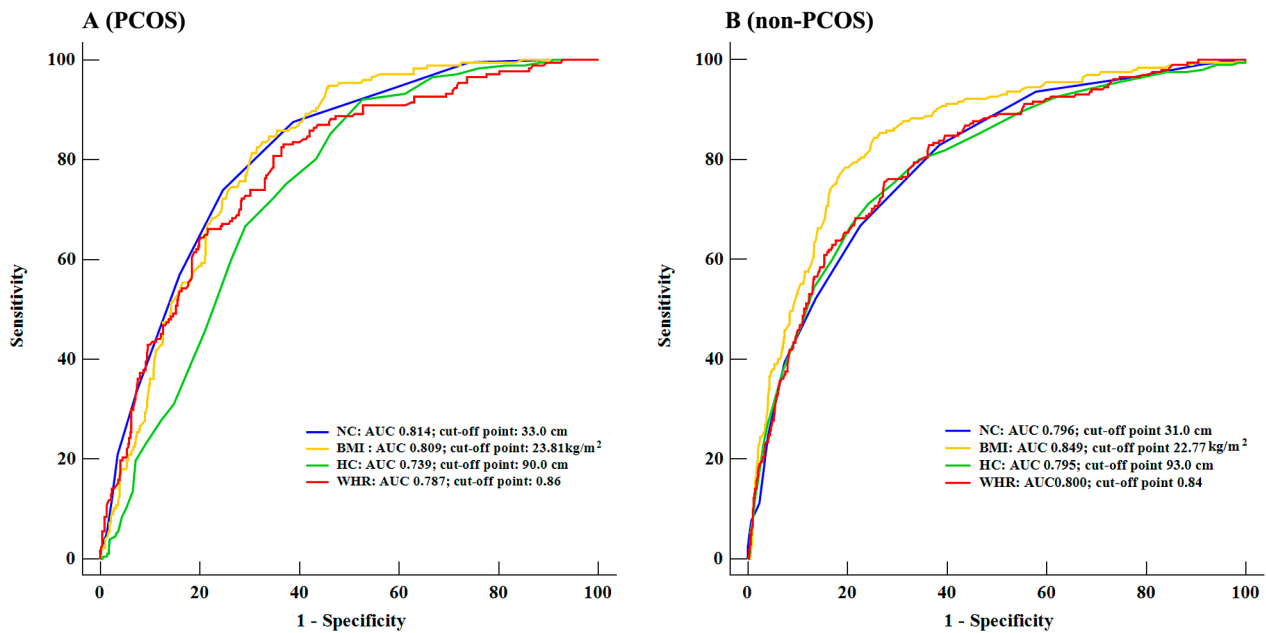 A (PCOS)
100
80
60
40
20
0
Sensitivity
NC: AUC 0.814; cut-off point: 33.0 cm
BMI : AUC 0.809; cut-off point: 23.81kg/m²
HC: AUC 0.739; cut-off point: 90.0 cm
WHR: AUC 0.787; cut-off point: 0.86
0 20 40 60 80 100
1 - Specificity
B (non-PCOS)
100
80
60
40
20
0
Sensitivity
NC: AUC 0.796; cut-off point 31.0 cm
BMI: AUC 0.849; cut-off point 22.77kg/m²
HC: AUC 0.795; cut-off point 93.0 cm
WHR: AUC0.800; cut-off point 0.84
0 20 40 60 80 100
1 - Specificity